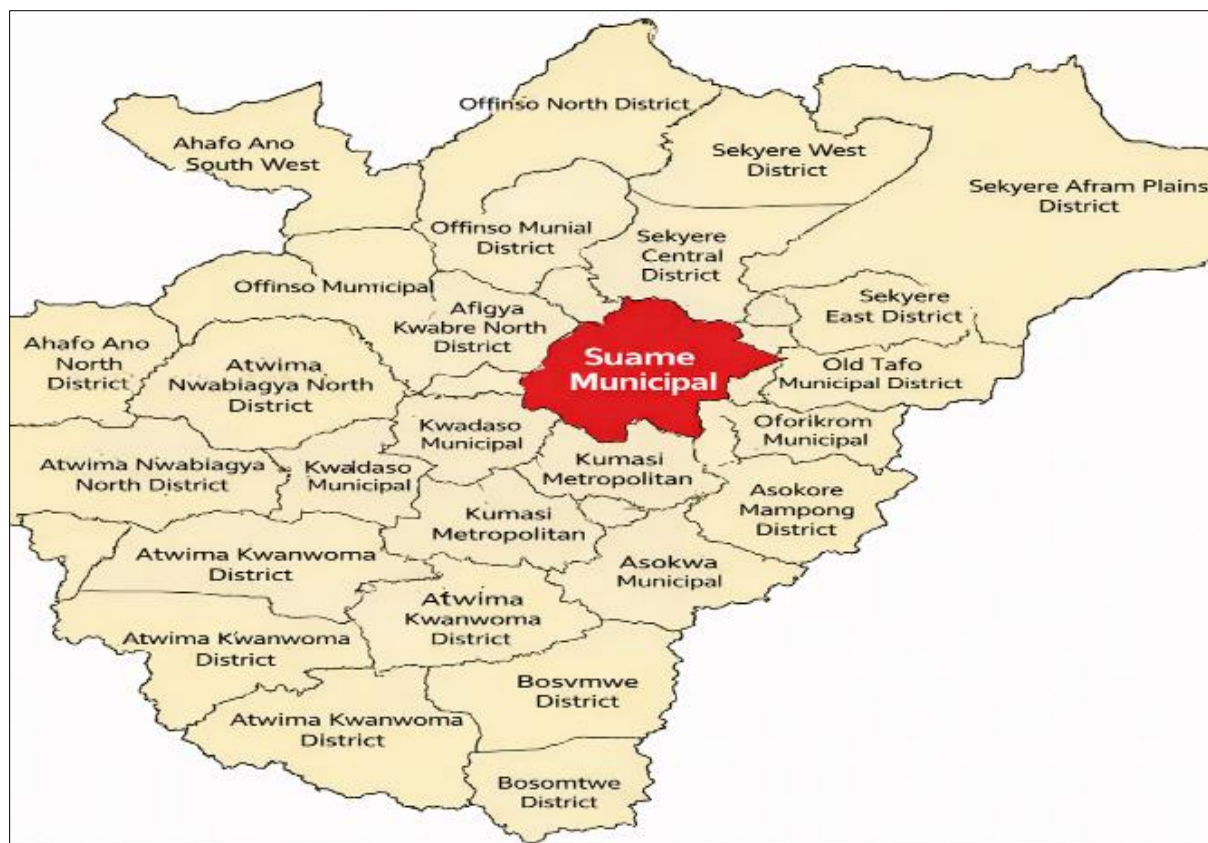 Offinso North District
Ahafo Ano
South West
Sekyere West
District
Sekyere Afram Plains
District
Offinso Munial
District
Sekyere
Central
District
Offinso Municipal
Afigya
Kwabre North
District
Sekyere
East District
Ahafo Ano
North
District
Atwima
Nwabiagya North
District
Suame
Municipal
Old Tafo
Municipal District
Kwadaso
Municipal
Oforikrom
Municipal
Atwima Nwabiagya
North District
Kwaldaso
Municipal
Kumasi
Metropolitan
Asokore
Mampong
District
Kumasi
Metropolitan
Atwima Kwanwoma
District
Asokwa
Municipal
Atwima
Kwanwoma
District
Atwima Kwanwoma
District
Bosvmwe
District
Atwima Kwanwoma
District
Bosomtwe
District